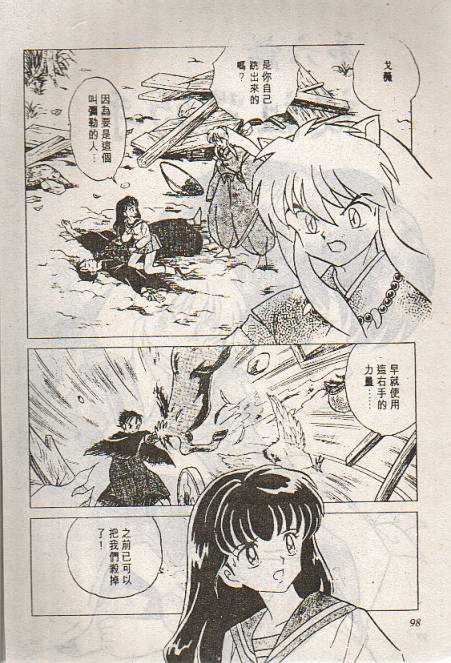 戈薇
是你自己
跳出來的
嗎？
因為要是這個
叫彌勒的人…
早就使用
這右手的
力量……
之前已可以
把我們殺掉
了！
98